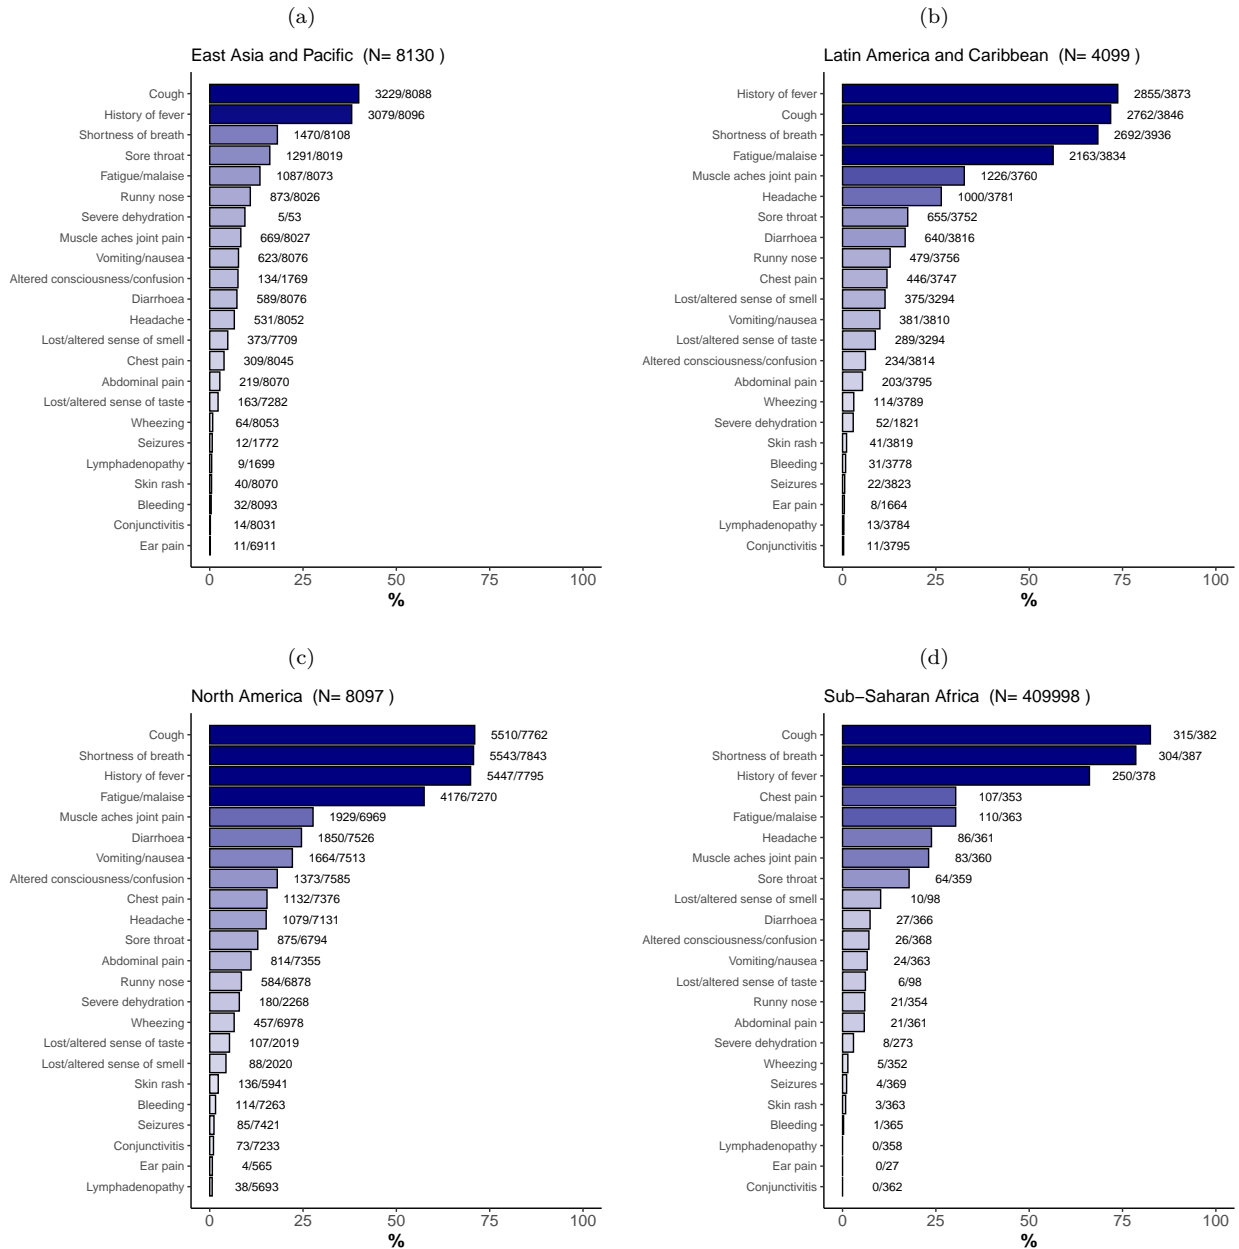 (a)
East Asia and Pacific (N= 8130 )
Cough 3229/8088
History of fever 3079/8096
Shortness of breath 1470/8108
Sore throat 1291/8019
Fatigue/malaise 1087/8073
Runny nose 873/8026
Severe dehydration 5/53
Muscle aches joint pain 669/8027
Vomiting/nausea 623/8076
Altered consciousness/confusion 134/1769
Diarrhoea 589/8076
Headache 531/8052
Lost/altered sense of smell 373/7709
Chest pain 309/8045
Abdominal pain 219/8070
Lost/altered sense of taste 163/7282
Wheezing 64/8053
Seizures 12/1772
Lymphadenopathy 9/1699
Skin rash 40/8070
Bleeding 32/8093
Conjunctivitis 14/8031
Ear pain 11/6911
0 25 50 75 100
%
(b)
Latin America and Caribbean (N= 4099 )
History of fever 2855/3873
Cough 2762/3846
Shortness of breath 2692/3936
Fatigue/malaise 2163/3834
Muscle aches joint pain 1226/3760
Headache 1000/3781
Sore throat 655/3752
Diarrhoea 640/3816
Runny nose 479/3756
Chest pain 446/3747
Lost/altered sense of smell 375/3294
Vomiting/nausea 381/3810
Lost/altered sense of taste 289/3294
Altered consciousness/confusion 234/3814
Abdominal pain 203/3795
Wheezing 114/3789
Severe dehydration 52/1821
Skin rash 41/3819
Bleeding 31/3778
Seizures 22/3823
Ear pain 8/1664
Lymphadenopathy 13/3784
Conjunctivitis 11/3795
0 25 50 75 100
%
(c)
North America (N= 8097 )
Cough 5510/7762
Shortness of breath 5543/7843
History of fever 5447/7795
Fatigue/malaise 4176/7270
Muscle aches joint pain 1929/6969
Diarrhoea 1850/7526
Vomiting/nausea 1664/7513
Altered consciousness/confusion 1373/7585
Chest pain 1132/7376
Headache 1079/7131
Sore throat 875/6794
Abdominal pain 814/7355
Runny nose 584/6878
Severe dehydration 180/2268
Wheezing 457/6978
Lost/altered sense of taste 107/2019
Lost/altered sense of smell 88/2020
Skin rash 136/5941
Bleeding 114/7263
Seizures 85/7421
Conjunctivitis 73/7233
Ear pain 4/565
Lymphadenopathy 38/5693
0 25 50 75 100
%
(d)
Sub−Saharan Africa (N= 409998 )
Cough 315/382
Shortness of breath 304/387
History of fever 250/378
Chest pain 107/353
Fatigue/malaise 110/363
Headache 86/361
Muscle aches joint pain 83/360
Sore throat 64/359
Lost/altered sense of smell 10/98
Diarrhoea 27/366
Altered consciousness/confusion 26/368
Vomiting/nausea 24/363
Lost/altered sense of taste 6/98
Runny nose 21/354
Abdominal pain 21/361
Severe dehydration 8/273
Wheezing 5/352
Seizures 4/369
Skin rash 3/363
Bleeding 1/365
Lymphadenopathy 0/358
Ear pain 0/27
Conjunctivitis 0/362
0 25 50 75 100
%